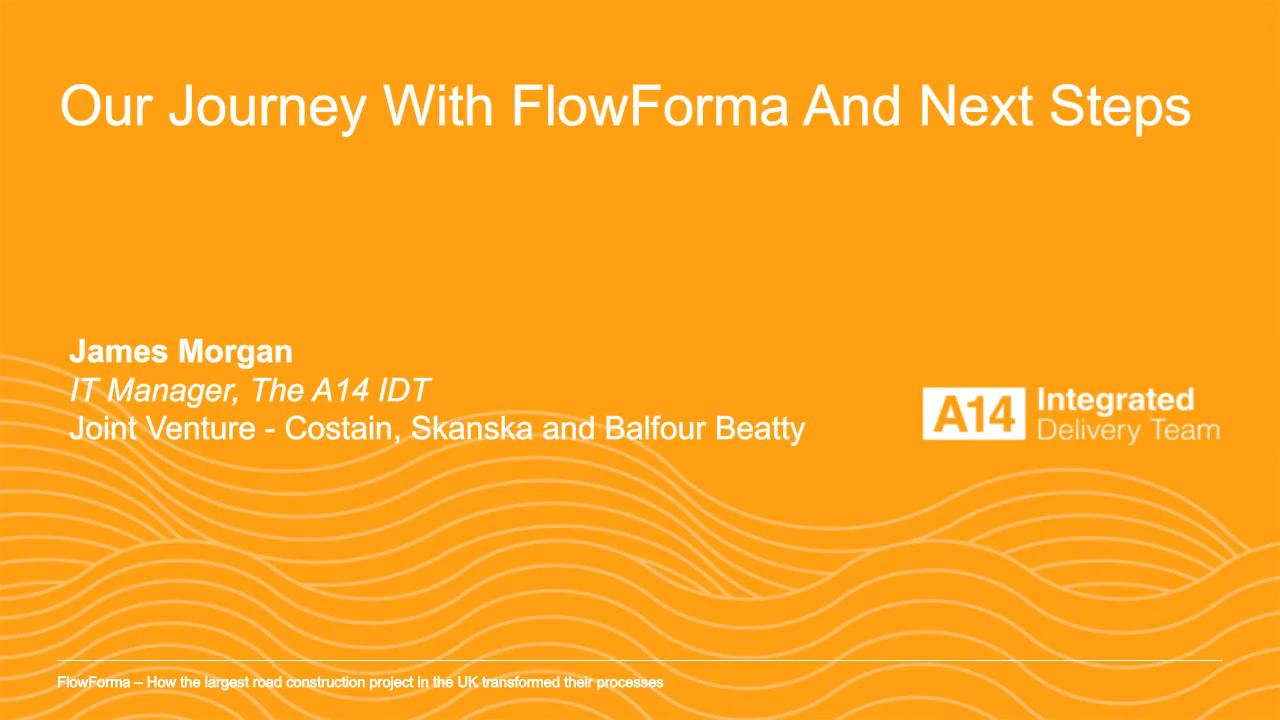 Our Journey With FlowForma And Next Steps
James Morgan
IT Manager, The A14 IDT
Joint Venture - Costain, Skanska and Balfour Beatty
A14 Integrated
Delivery Team
FlowForma – How the largest road construction project in the UK transformed their processes